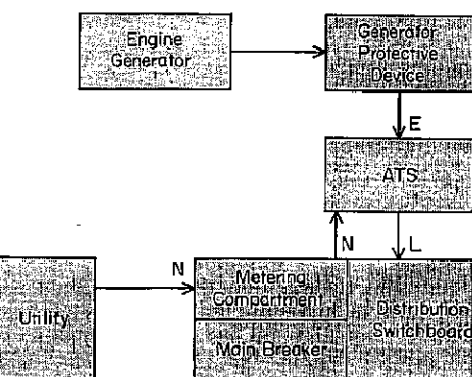 Engine
Generator
Generator
Protective
Device
E
ATS
N
L
N
Metering
Compartment
Utility
Distribution
Switchboard
Main Breaker